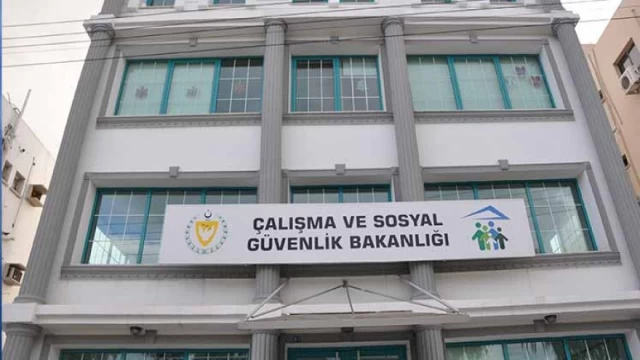 ÇALIŞMA VE SOSYAL
GÜVENLİK BAKANLIĞI